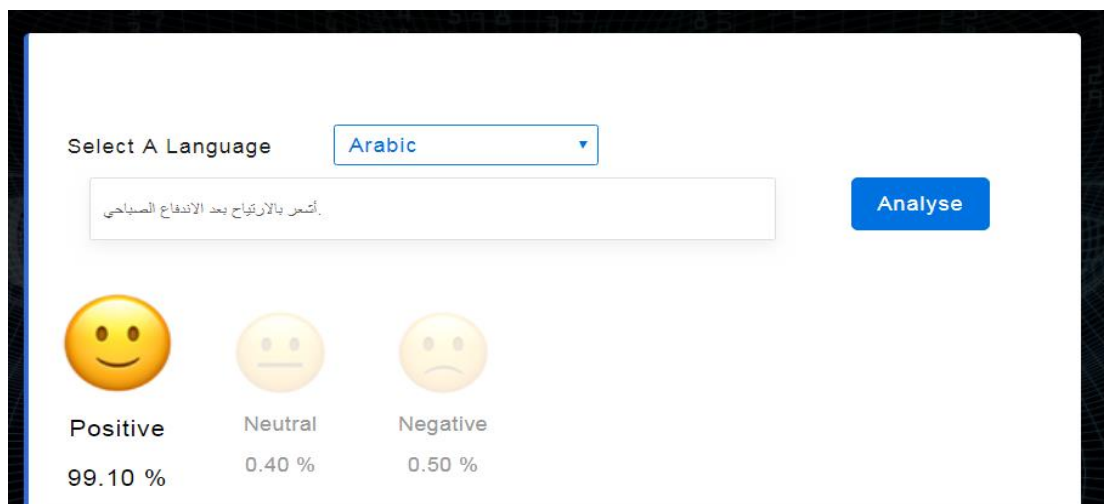 Select A Language
Arabic
أشعر بالارتياح بعد الاندفاع الصباحي.
Analyse
Positive
Neutral
Negative
99.10 %
0.40 %
0.50 %